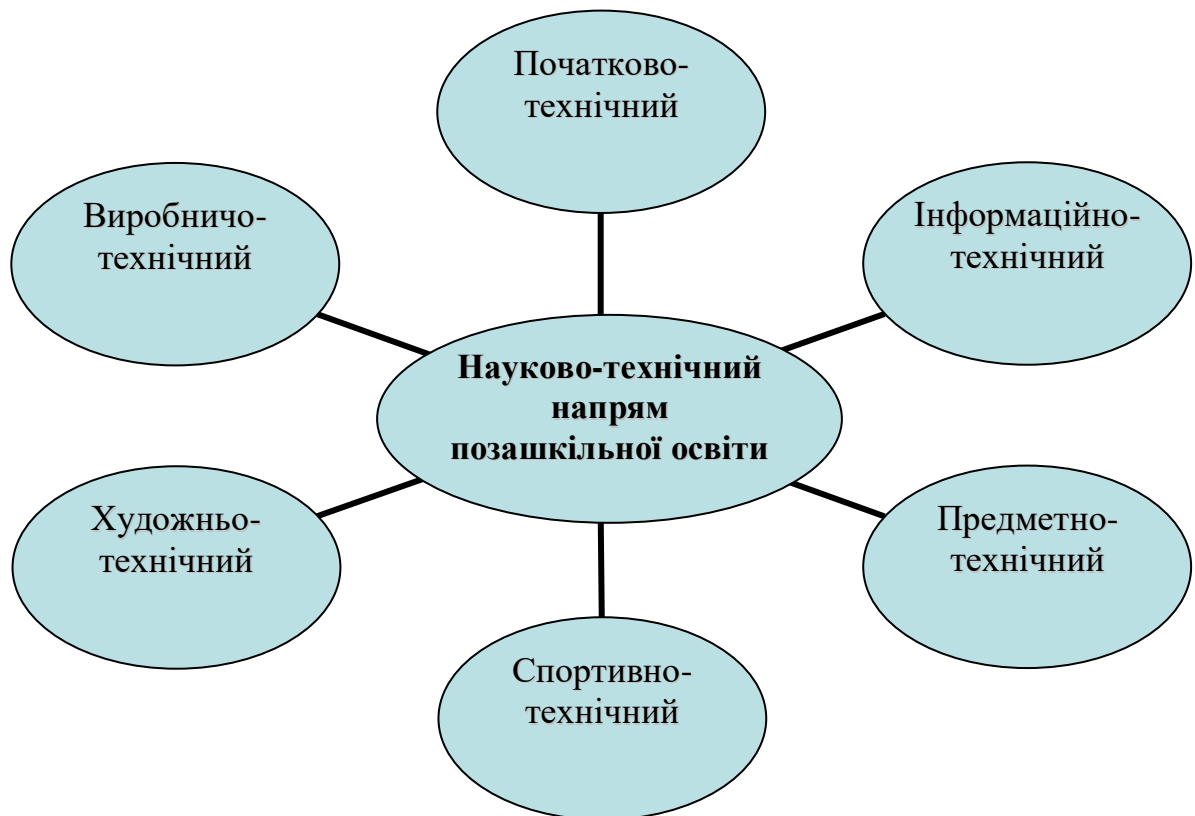 Початково-
технічний
Виробничо-
технічний
Інформаційно-
технічний
Науково-технічний
напрям
позашкільної освіти
Художньо-
технічний
Предметно-
технічний
Спортивно-
технічний